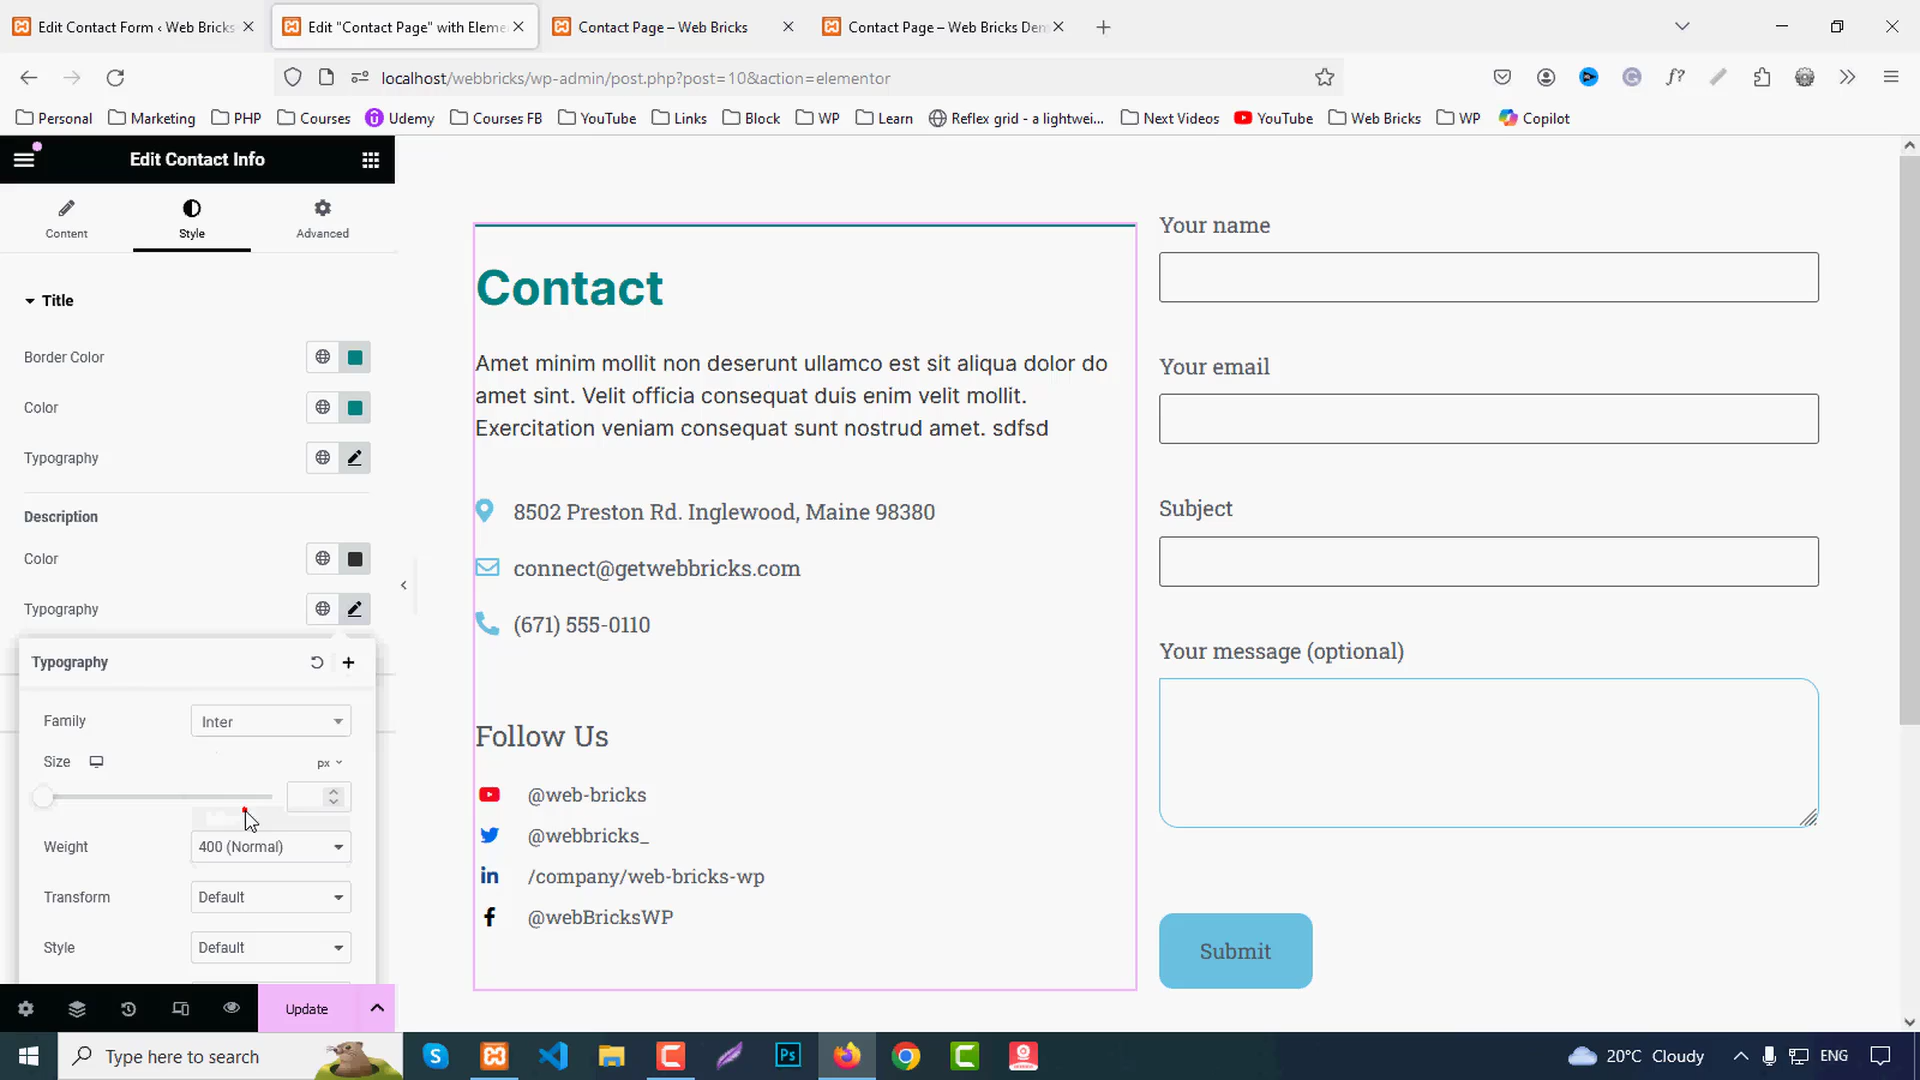 Edit Contact Form ‹ Web Bricks
Edit "Contact Page" with Eleme
Contact Page – Web Bricks
Contact Page – Web Bricks Den
localhost/webbricks/wp-admin/post.php?post=10&action=elementor
Personal
Marketing
PHP
Courses
Udemy
Courses FB
YouTube
Links
Block
WP
Learn
Reflex grid - a lightwei...
Next Videos
YouTube
Web Bricks
WP
Copilot
Edit Contact Info
Content
Style
Advanced
Title
Border Color
Color
Typography
Description
Color
Typography
Typography
Family
Inter
Size
px
Weight
400 (Normal)
Transform
Default
Style
Default
Update
Contact
Amet minim mollit non deserunt ullamco est sit aliqua dolor do
amet sint. Velit officia consequat duis enim velit mollit.
Exercitation veniam consequat sunt nostrud amet. sdfsd
8502 Preston Rd. Inglewood, Maine 98380
connect@getwebbricks.com
(671) 555-0110
Follow Us
@web-bricks
@webbricks_
/company/web-bricks-wp
@webBricksWP
Your name
Your email
Subject
Your message (optional)
Submit
Type here to search
20°C Cloudy
ENG